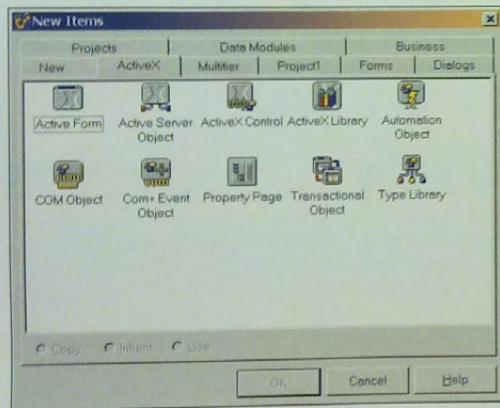 New Items
Projects Data Modules Business
New ActiveX Multitier Project1 Forms Dialogs
Active Form Active Server Object ActiveX Control ActiveX Library Automation Object
COM Object Com+ Event Object Property Page Transactional Object Type Library
Copy Inherit Use
OK Cancel Help